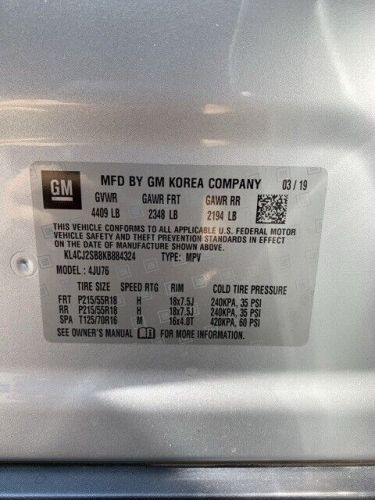 GM
MFD BY GM KOREA COMPANY 03 / 19
GVWR GAWR FRT GAWR RR
4409 LB 2348 LB 2194 LB
THIS VEHICLE CONFORMS TO ALL APPLICABLE U.S. FEDERAL MOTOR
VEHICLE SAFETY AND THEFT PREVENTION STANDARDS IN EFFECT ON THE
DATE OF MANUFACTURE SHOWN ABOVE.
KL4CJ2SB8KB884324 TYPE: MPV
MODEL: 4JU76
TIRE SIZE SPEED RTG RIM COLD TIRE PRESSURE
FRT P215/55R18 H 18x7.5J 240KPA, 35 PSI
RR P215/55R18 H 18x7.5J 240KPA, 35 PSI
SPA T125/70R16 M 16x4.0T 420KPA, 60 PSI
SEE OWNER'S MANUAL FOR MORE INFORMATION.